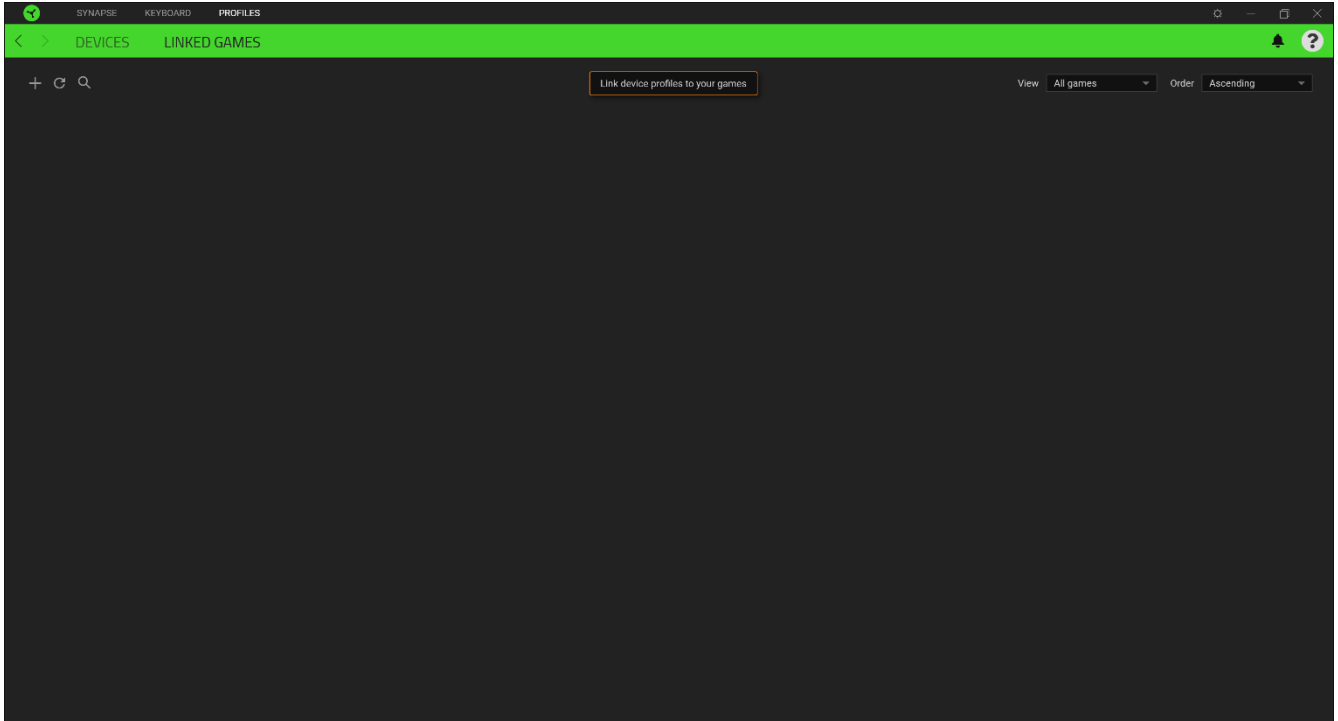 SYNAPSE KEYBOARD PROFILES
DEVICES LINKED GAMES ?
Link device profiles to your games View All games Order Ascending